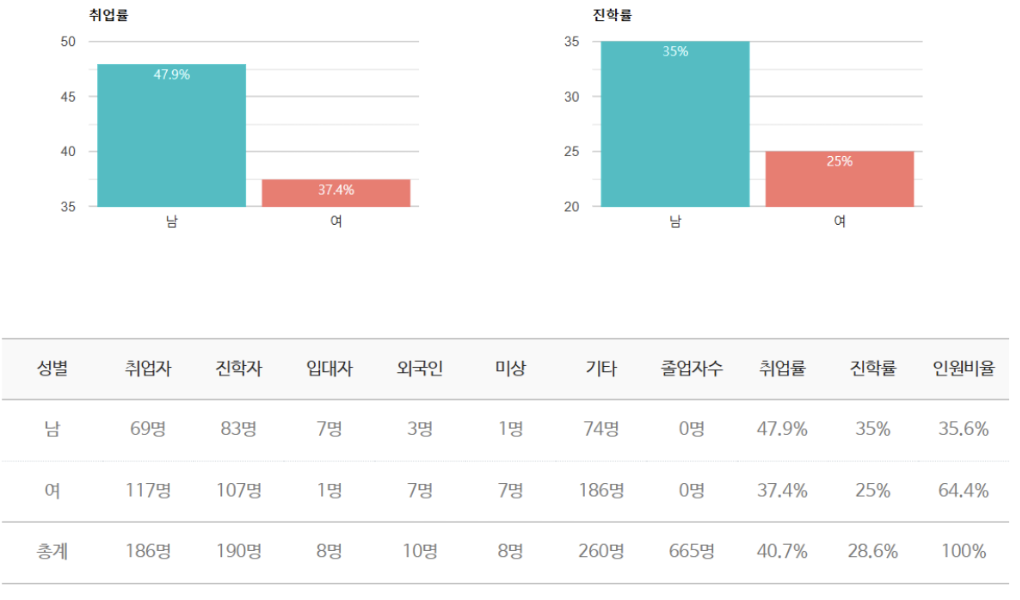 취업률 진학률
50 35
47.9% 35%
45 30
40 25
37.4% 25%
35 20
남 여 남 여
성별 취업자 진학자 입대자 외국인 미상 기타 졸업자수 취업률 진학률 인원비율
남 69명 83명 7명 3명 1명 74명 0명 47.9% 35% 35.6%
여 117명 107명 1명 7명 7명 186명 0명 37.4% 25% 64.4%
총계 186명 190명 8명 10명 8명 260명 665명 40.7% 28.6% 100%